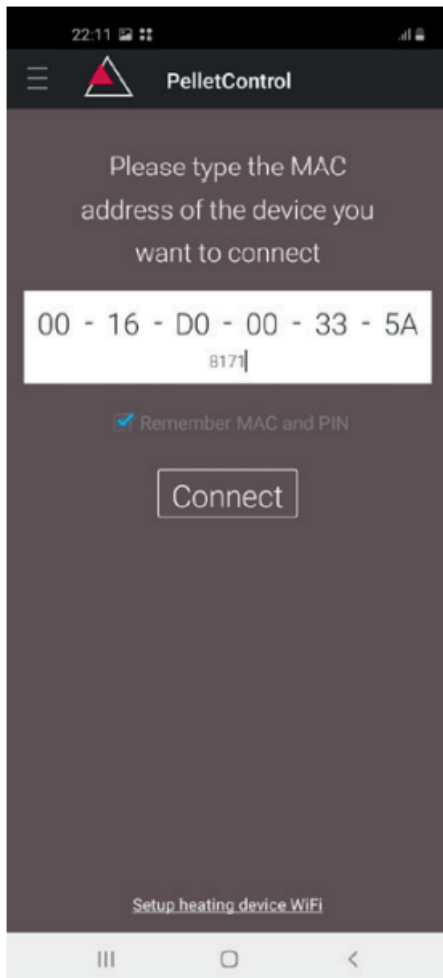 22:11
PelletControl
Please type the MAC
address of the device you
want to connect
00 - 16 - D0 - 00 - 33 - 5A
8171
Remember MAC and PIN
Connect
Setup heating device WiFi